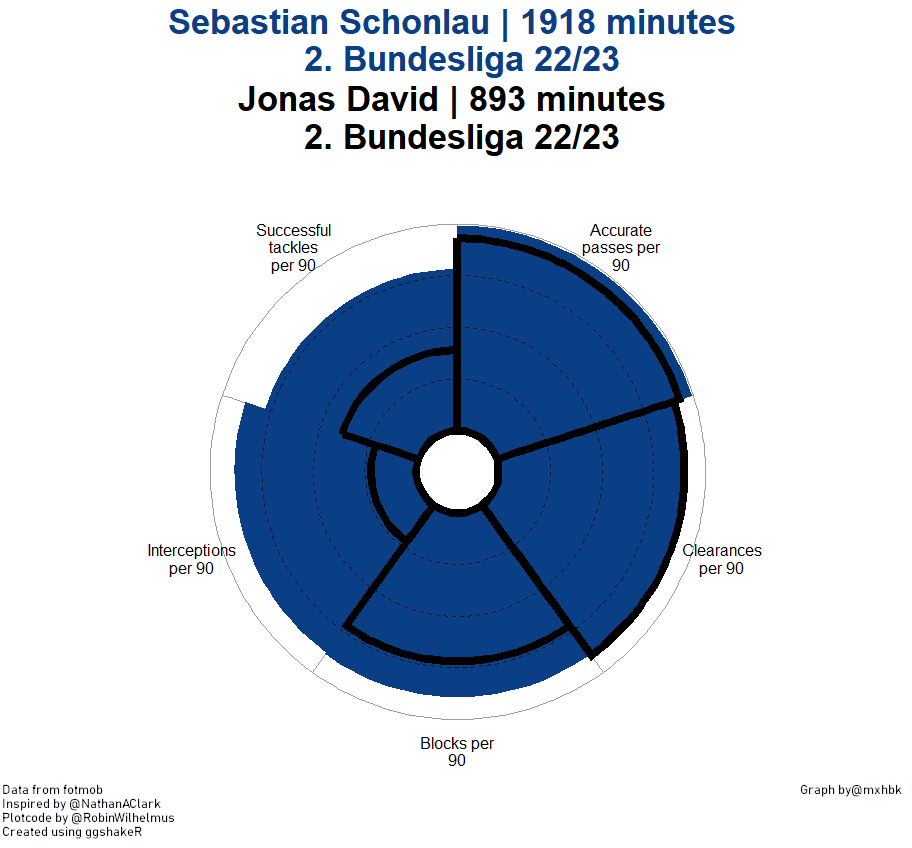 Sebastian Schonlau | 1918 minutes
2. Bundesliga 22/23
Jonas David | 893 minutes
2. Bundesliga 22/23
Successful
tackles
per 90
Accurate
passes per
90
Interceptions
per 90
Clearances
per 90
Blocks per
90
Data from fotmob
Inspired by @NathanAClark
Plotcode by @RobinWilhelmus
Created using ggshakeR
Graph by@mxhbk